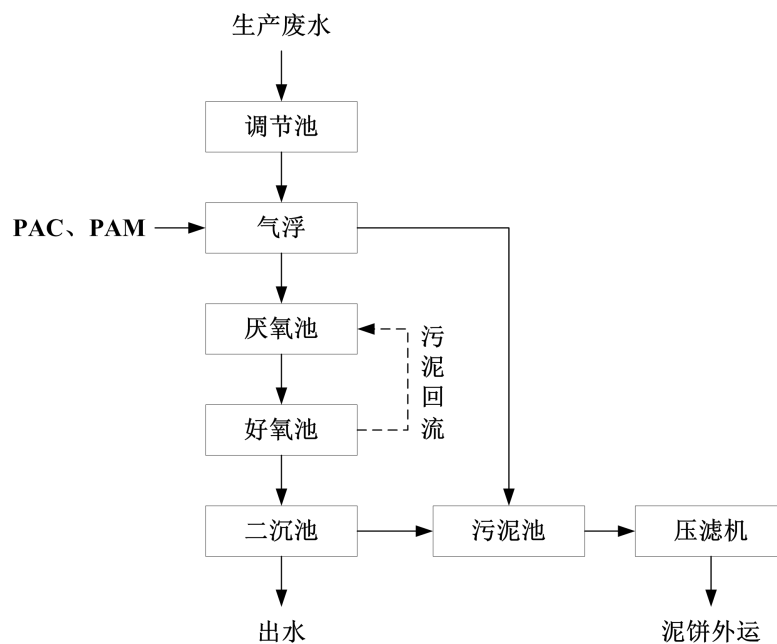 生产废水
调节池
PAC、PAM
气浮
厌氧池
污泥回流
好氧池
二沉池
污泥池
压滤机
出水
泥饼外运